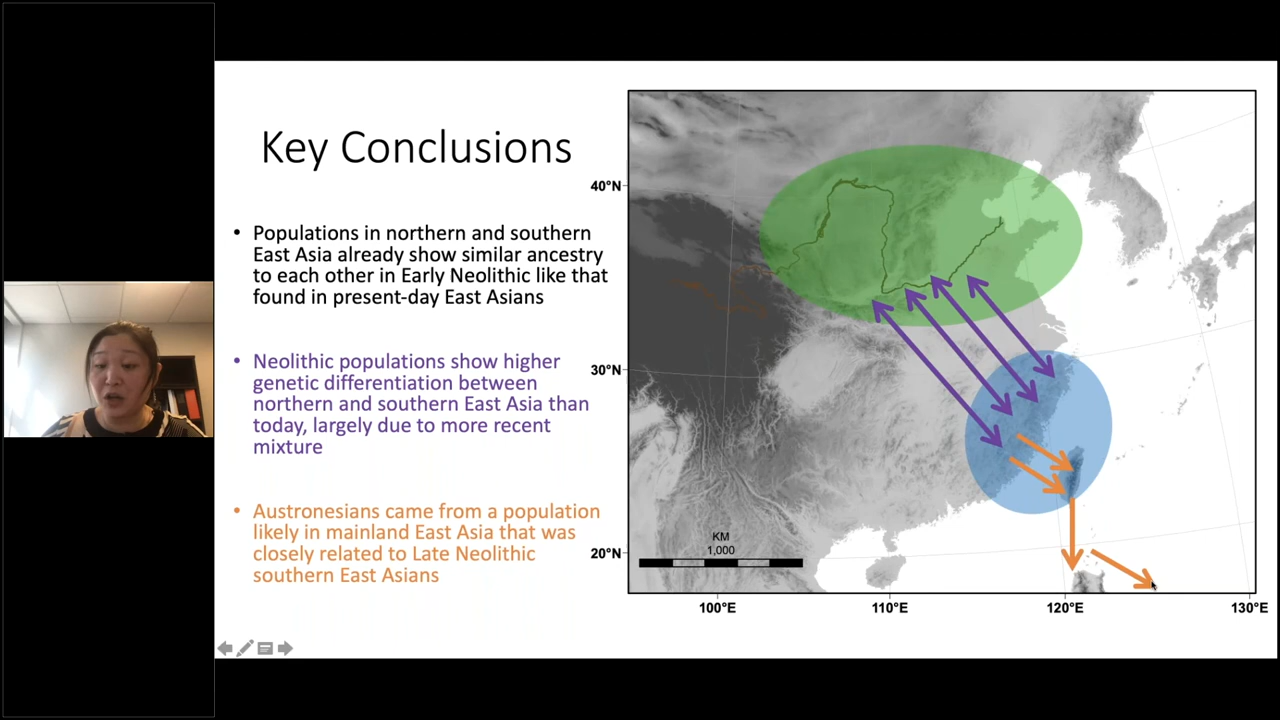 Key Conclusions
• Populations in northern and southern
East Asia already show similar ancestry
to each other in Early Neolithic like that
found in present-day East Asians
• Neolithic populations show higher
genetic differentiation between
northern and southern East Asia than
today, largely due to more recent
mixture
• Austronesians came from a population
likely in mainland East Asia that was
closely related to Late Neolithic
southern East Asians
40°N
30°N
20°N
KM
1,000
100°E
110°E
120°E
130°E